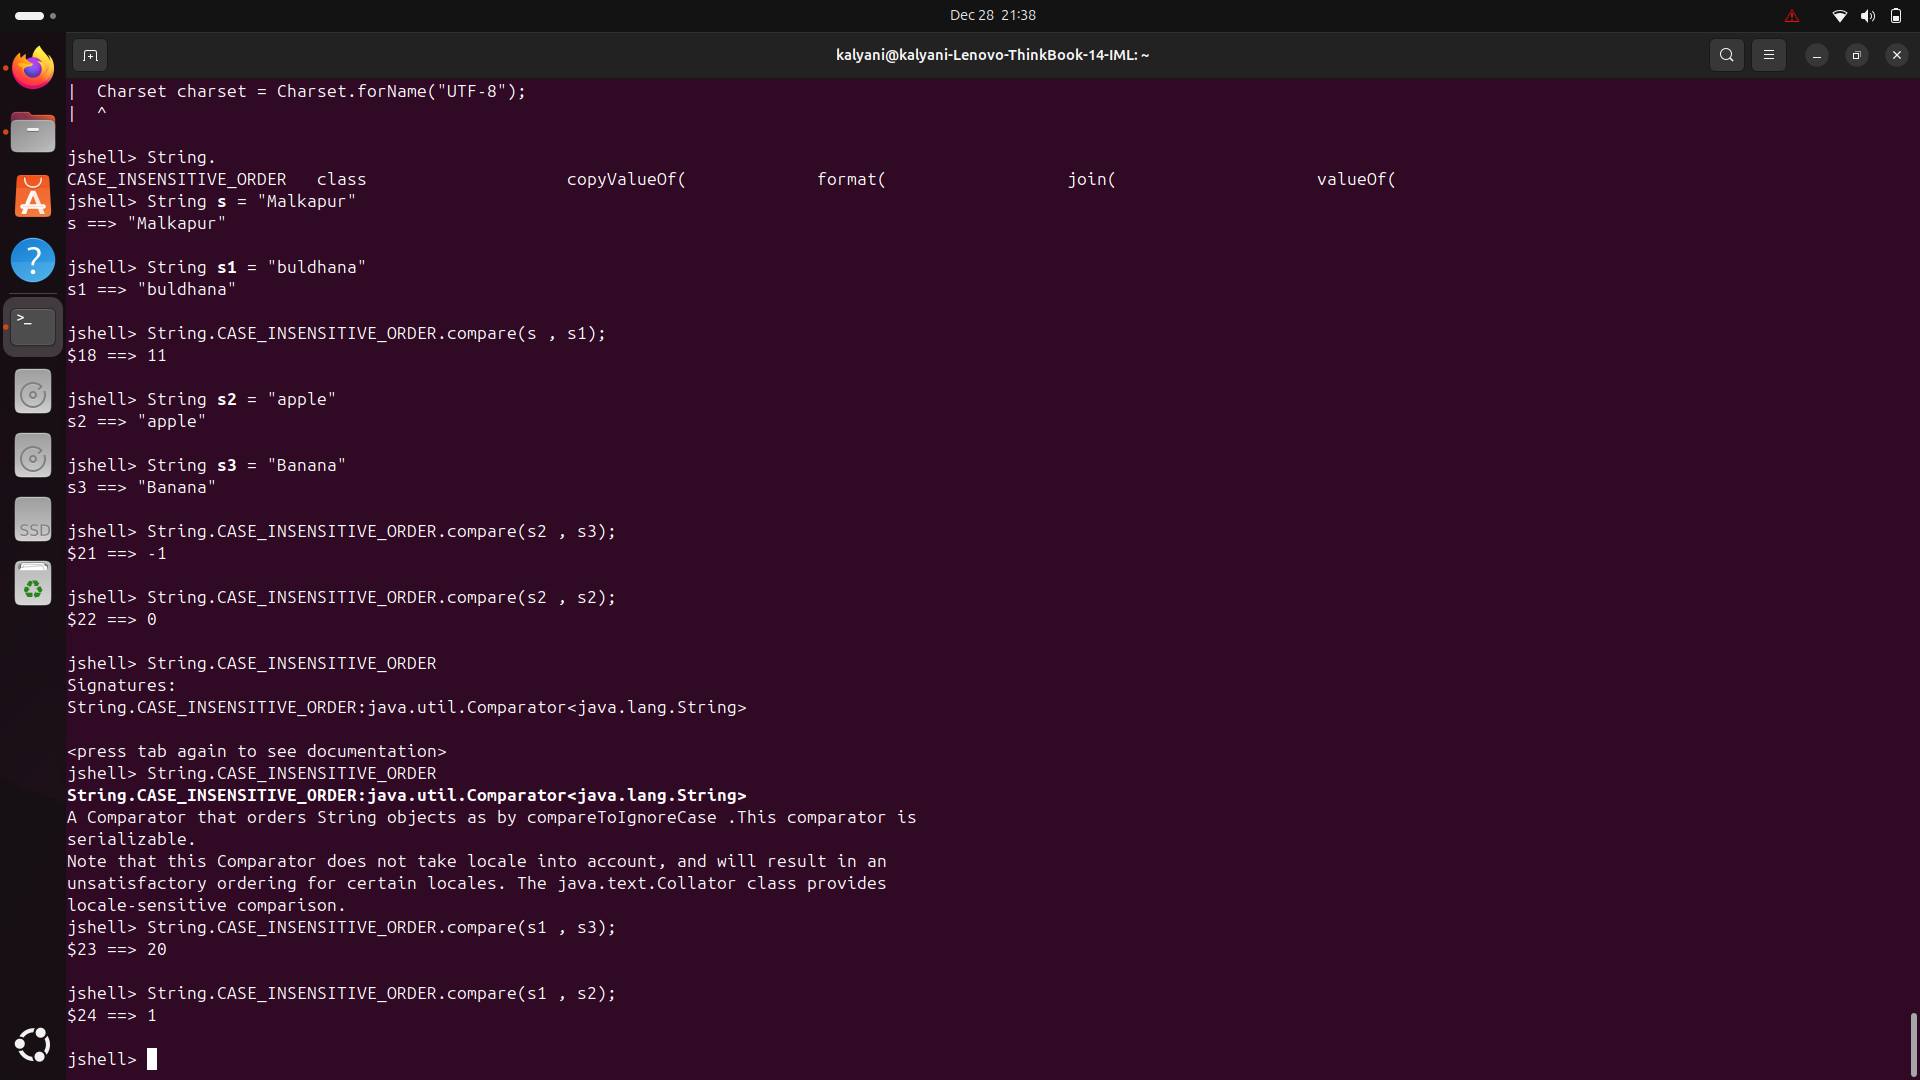 Dec 28 21:38
kalyani@kalyani-Lenovo-ThinkBook-14-IML: ~
| Charset charset = Charset.forName("UTF-8");
| ^
jshell> String.
CASE_INSENSITIVE_ORDER class copyValueOf( format( join( valueOf(
jshell> String s = "Malkapur"
s ==> "Malkapur"
jshell> String s1 = "buldhana"
s1 ==> "buldhana"
jshell> String.CASE_INSENSITIVE_ORDER.compare(s , s1);
$18 ==> 11
jshell> String s2 = "apple"
s2 ==> "apple"
jshell> String s3 = "Banana"
s3 ==> "Banana"
jshell> String.CASE_INSENSITIVE_ORDER.compare(s2 , s3);
$21 ==> -1
jshell> String.CASE_INSENSITIVE_ORDER.compare(s2 , s2);
$22 ==> 0
jshell> String.CASE_INSENSITIVE_ORDER
Signatures:
String.CASE_INSENSITIVE_ORDER:java.util.Comparator<java.lang.String>
<press tab again to see documentation>
jshell> String.CASE_INSENSITIVE_ORDER
String.CASE_INSENSITIVE_ORDER:java.util.Comparator<java.lang.String>
A Comparator that orders String objects as by compareToIgnoreCase .This comparator is
serializable.
Note that this Comparator does not take locale into account, and will result in an
unsatisfactory ordering for certain locales. The java.text.Collator class provides
locale-sensitive comparison.
jshell> String.CASE_INSENSITIVE_ORDER.compare(s1 , s3);
$23 ==> 20
jshell> String.CASE_INSENSITIVE_ORDER.compare(s1 , s2);
$24 ==> 1
jshell>
>_
SSD